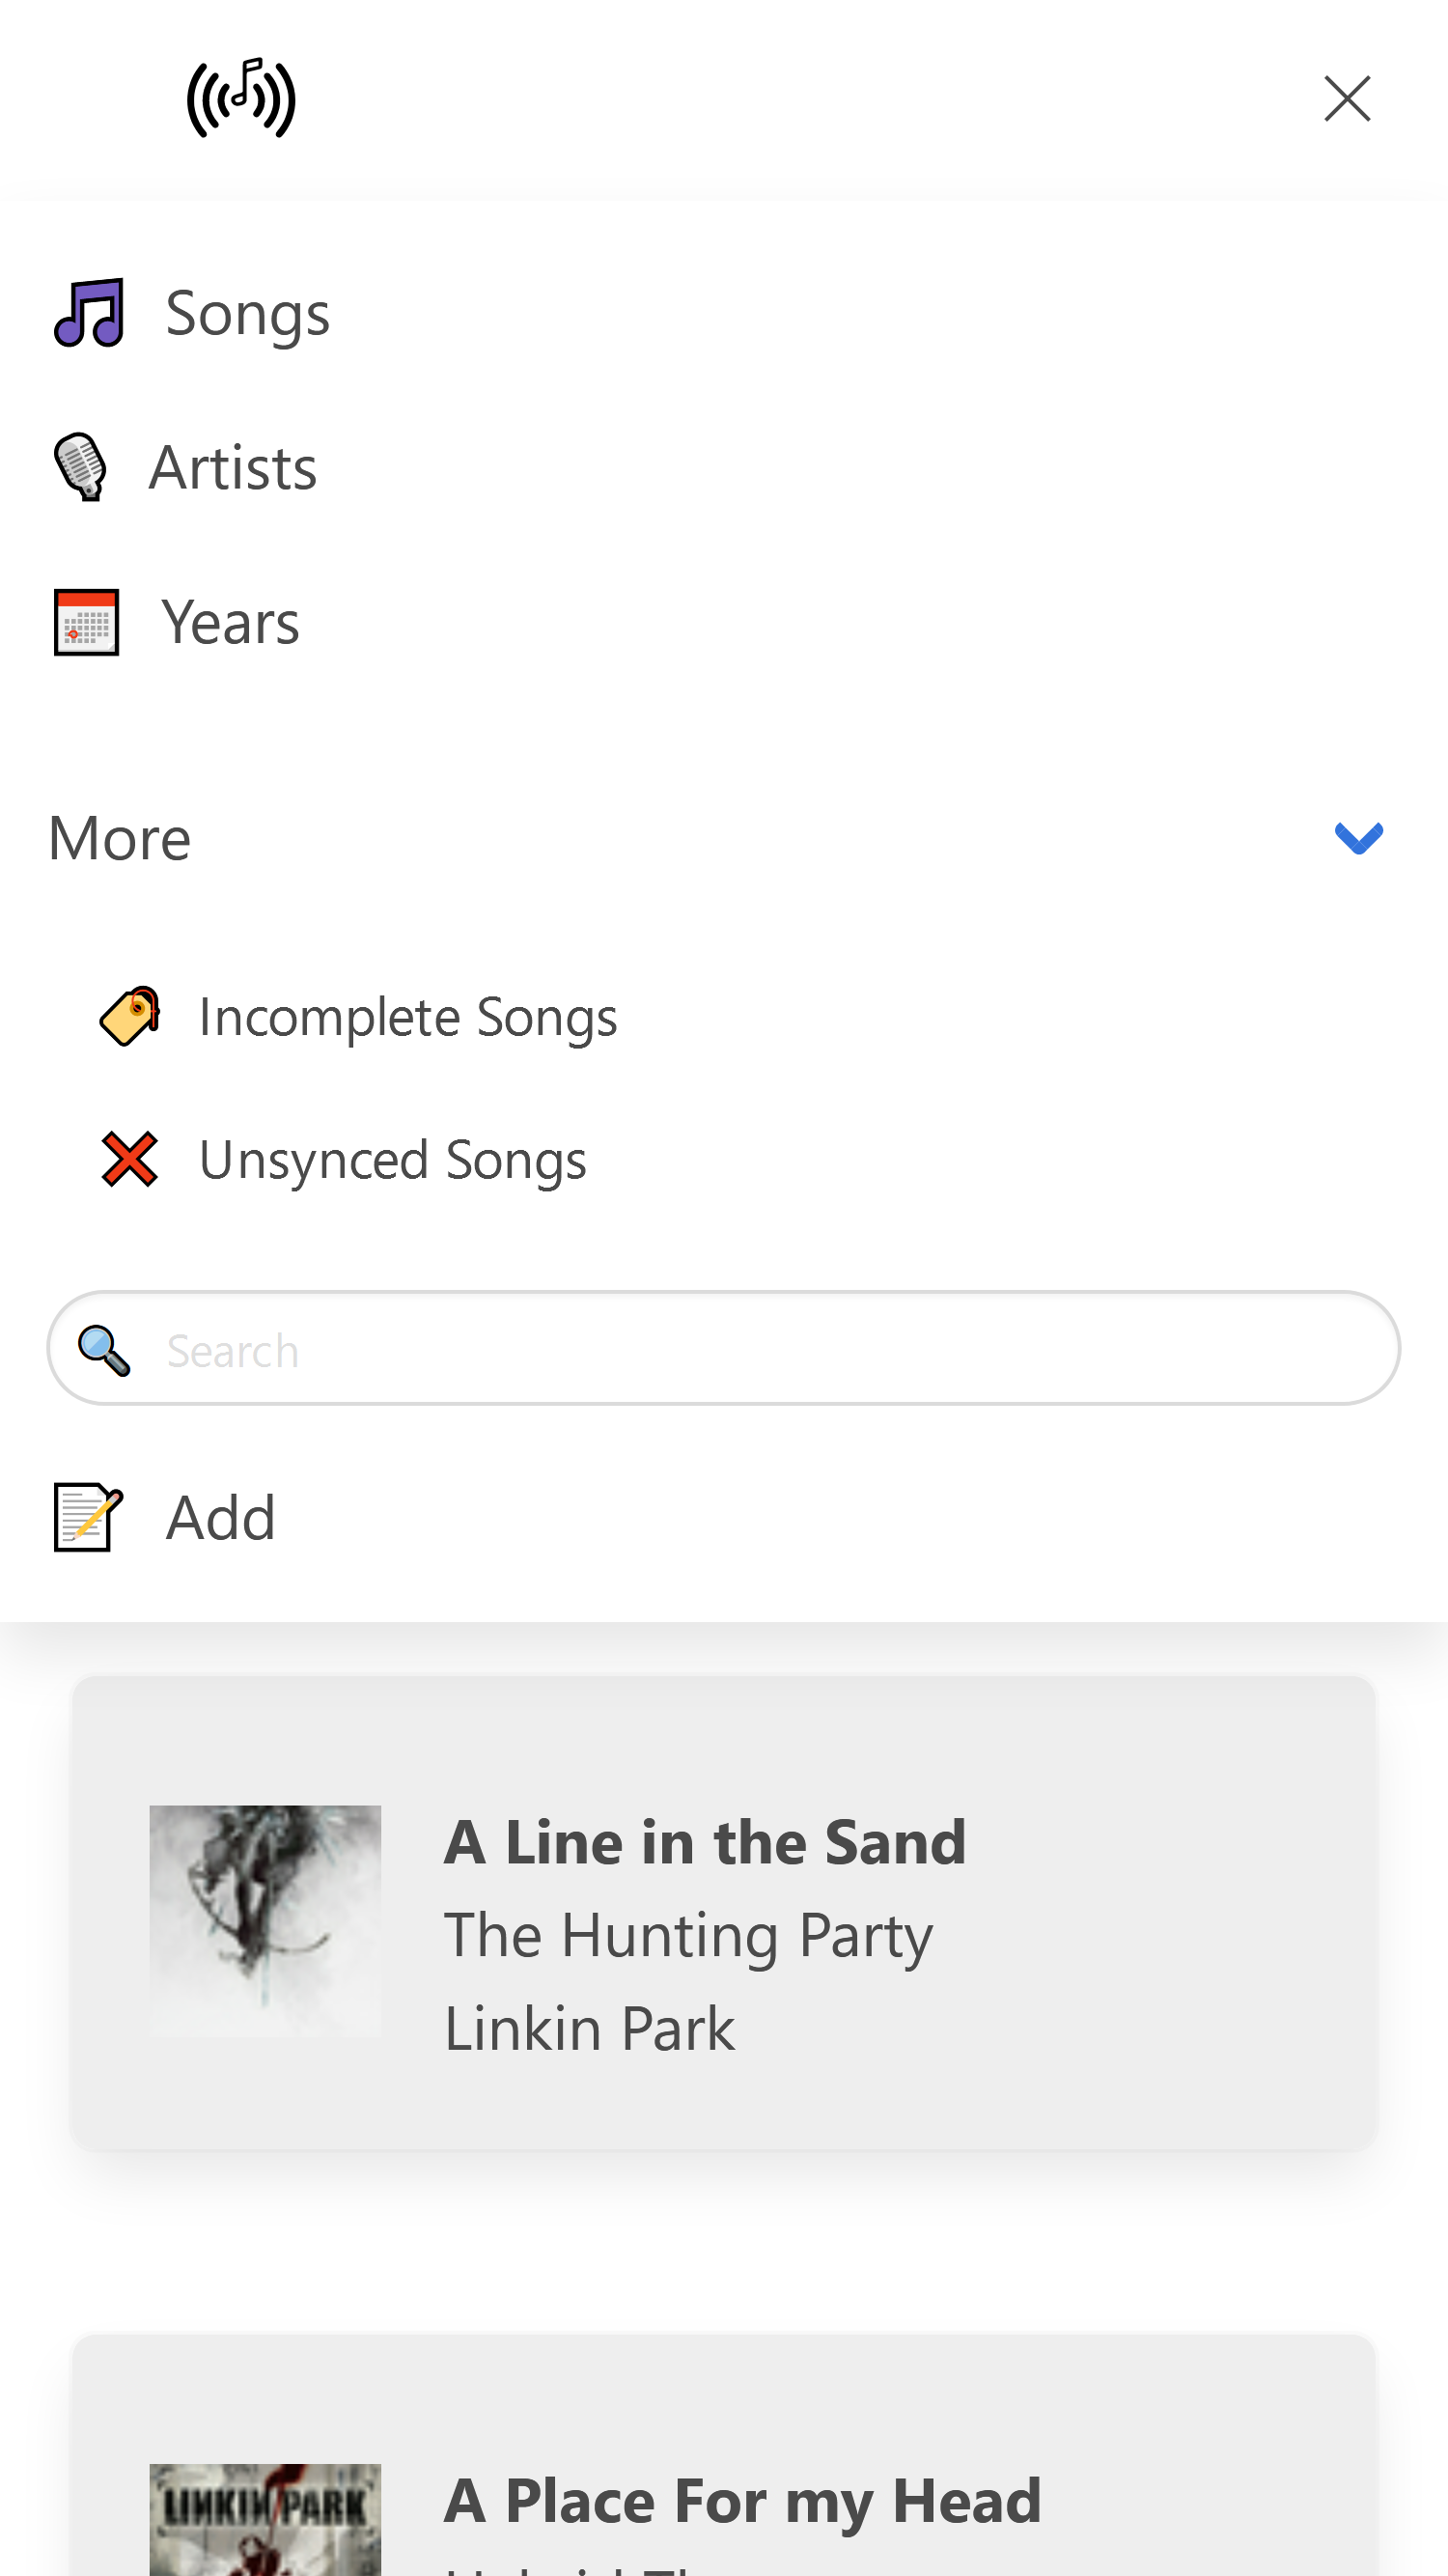 Songs
Artists
Years
More
Incomplete Songs
Unsynced Songs
Search
Add
A Line in the Sand
The Hunting Party
Linkin Park
LINKIN PARK
A Place For my Head